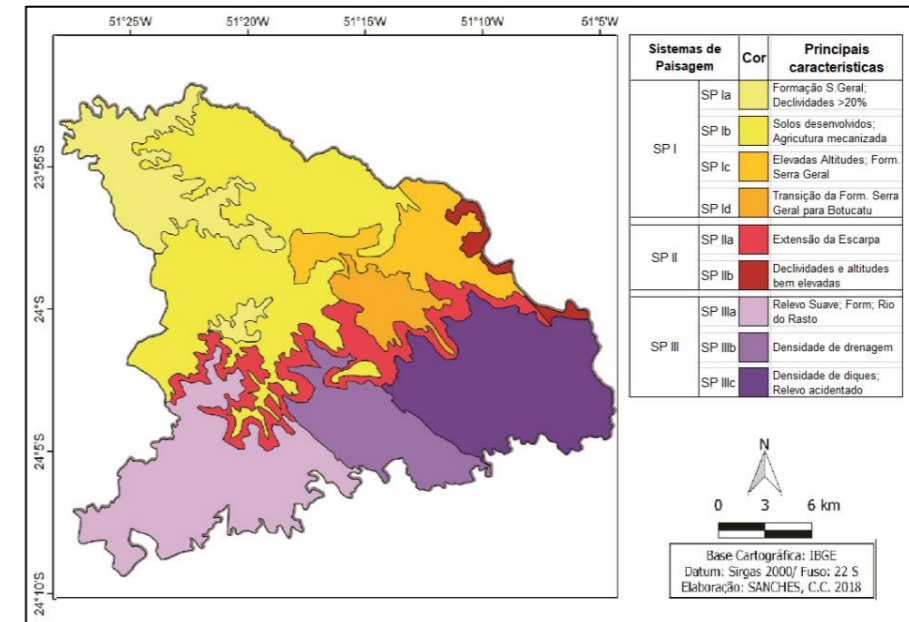 51°25'W 51°20'W 51°15'W 51°10'W 51°5'W
23°55'S
24°S
24°5'S
24°10'S
Sistemas de Paisagem Cor Principais características
SP I
SP Ia Formação S.Geral; Declividades >20%
SP Ib Solos desenvolvidos; Agricutura mecanizada
SP Ic Elevadas Altitudes; Form. Serra Geral
SP Id Transição da Form. Serra Geral para Botucatu
SP II
SP IIa Extensão da Escarpa
SP IIb Declividades e altitudes bem elevadas
SP III
SP IIIa Relevo Suave; Form; Rio do Rasto
SP IIIb Densidade de drenagem
SP IIIc Densidade de diques; Relevo acidentado
N
0 3 6 km
Base Cartográfica: IBGE
Datum: Sirgas 2000/ Fuso: 22 S
Elaboração: SANCHES, C.C. 2018